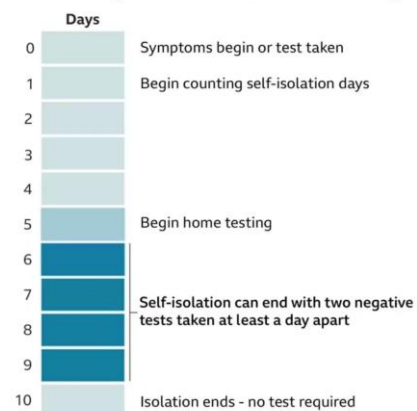 Days
0 Symptoms begin or test taken
1 Begin counting self-isolation days
2
3
4
5 Begin home testing
6
7 Self-isolation can end with two negative
8 tests taken at least a day apart
9
10 Isolation ends - no test required